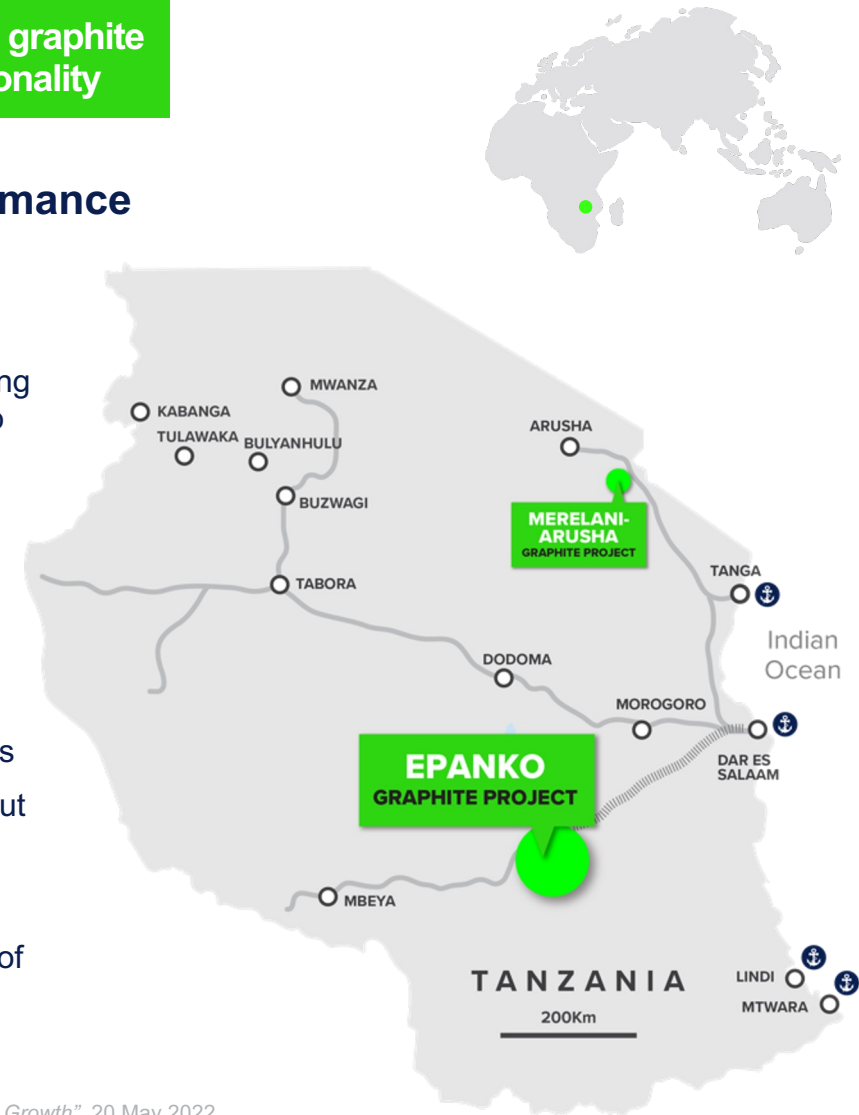 graphite
onality
mance
ng
KABANGA
MWANZA
TULAWAKA
BULYANHULU
BUZWAGI
ARUSHA
MERELANI-
ARUSHA
GRAPHITE PROJECT
TABORA
TANGA
Indian
Ocean
DODOMA
MOROGORO
s
DAR ES
SALAAM
EPANKO
GRAPHITE PROJECT
ut
MBEYA
of
TANZANIA
200Km
LINDI
MTWARA
Growth", 20 May 2022